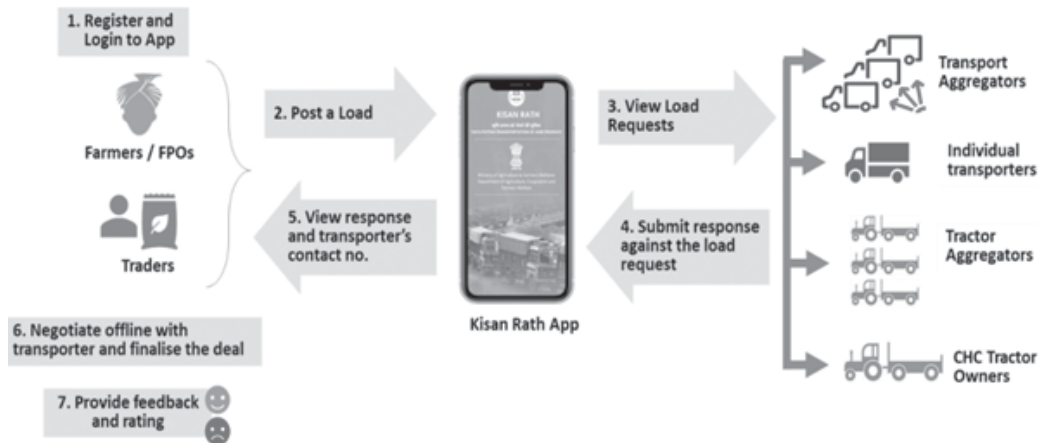 1. Register and
Login to App
Farmers / FPOs
Traders
2. Post a Load
5. View response
and transporter's
contact no.
KISAN RATH
Kisan Rath App
3. View Load
Requests
4. Submit response
against the load
request
Transport
Aggregators
Individual
transporters
Tractor
Aggregators
CHC Tractor
Owners
6. Negotiate offline with
transporter and finalise the deal
7. Provide feedback
and rating